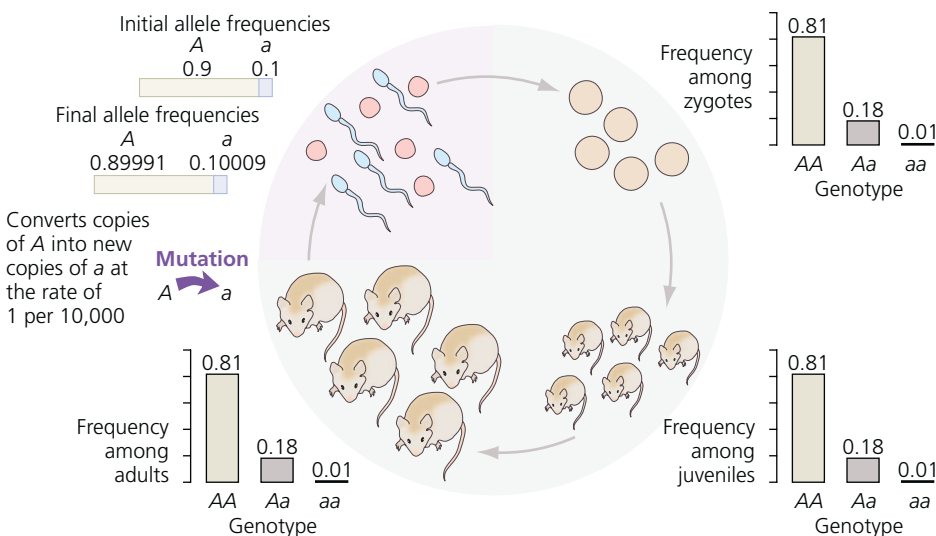 Initial allele frequencies
A a
0.9 0.1
Final allele frequencies
A a
0.89991 0.10009
Converts copies
of A into new
copies of a at
the rate of
1 per 10,000
Mutation
A a
Frequency
among
zygotes
0.81
0.18
0.01
AA Aa aa
Genotype
Frequency
among
adults
0.81
0.18
0.01
AA Aa aa
Genotype
Frequency
among
juveniles
0.81
0.18
0.01
AA Aa aa
Genotype